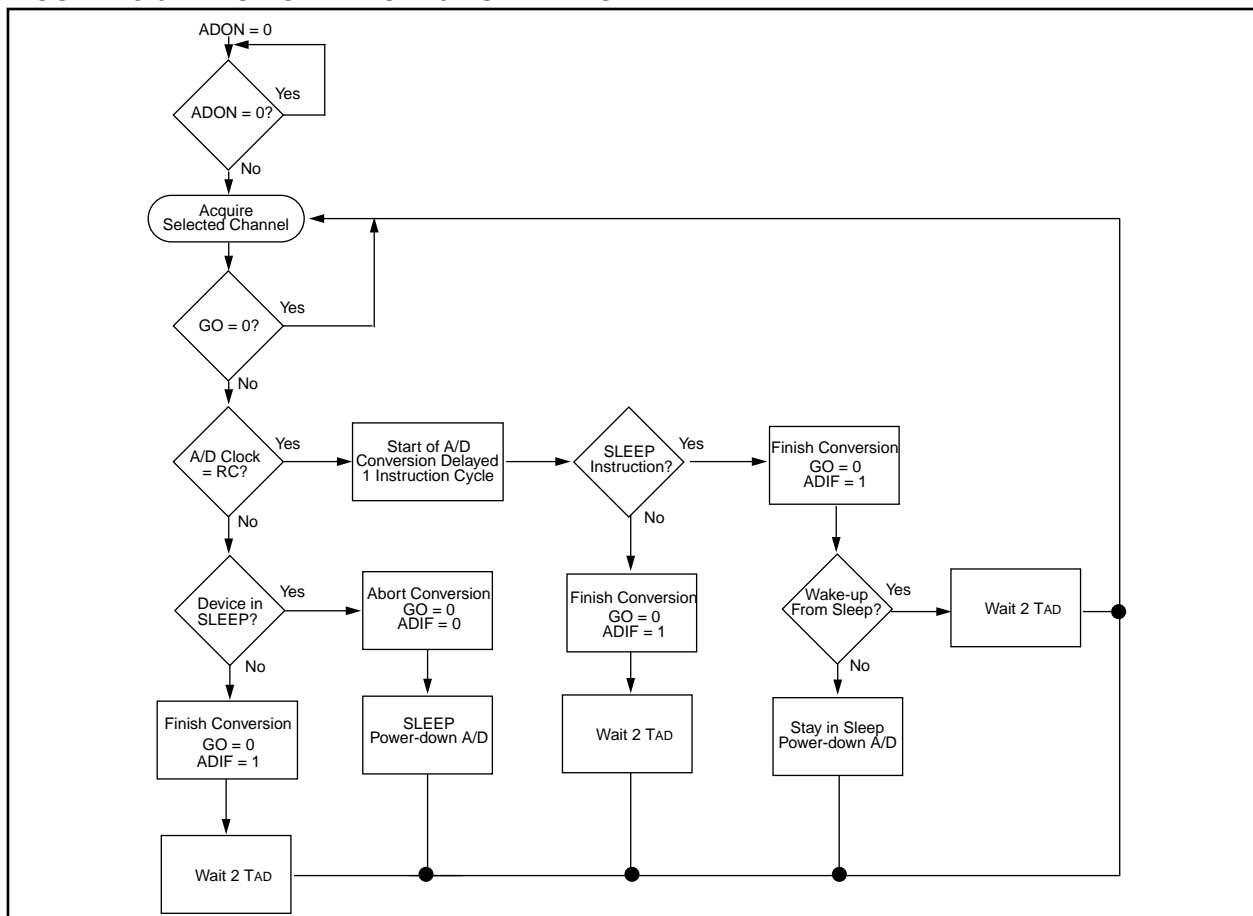 ADON = 0
ADON = 0?
Yes
No
Acquire
Selected Channel
GO = 0?
Yes
No
A/D Clock
= RC?
Yes
No
Start of A/D
Conversion Delayed
1 Instruction Cycle
SLEEP
Instruction?
Yes
No
Finish Conversion
GO = 0
ADIF = 1
Device in
SLEEP?
Yes
No
Abort Conversion
GO = 0
ADIF = 0
Finish Conversion
GO = 0
ADIF = 1
Wake-up
From Sleep?
Yes
No
Wait 2 TAD
Finish Conversion
GO = 0
ADIF = 1
SLEEP
Power-down A/D
Wait 2 TAD
Stay in Sleep
Power-down A/D
Wait 2 TAD